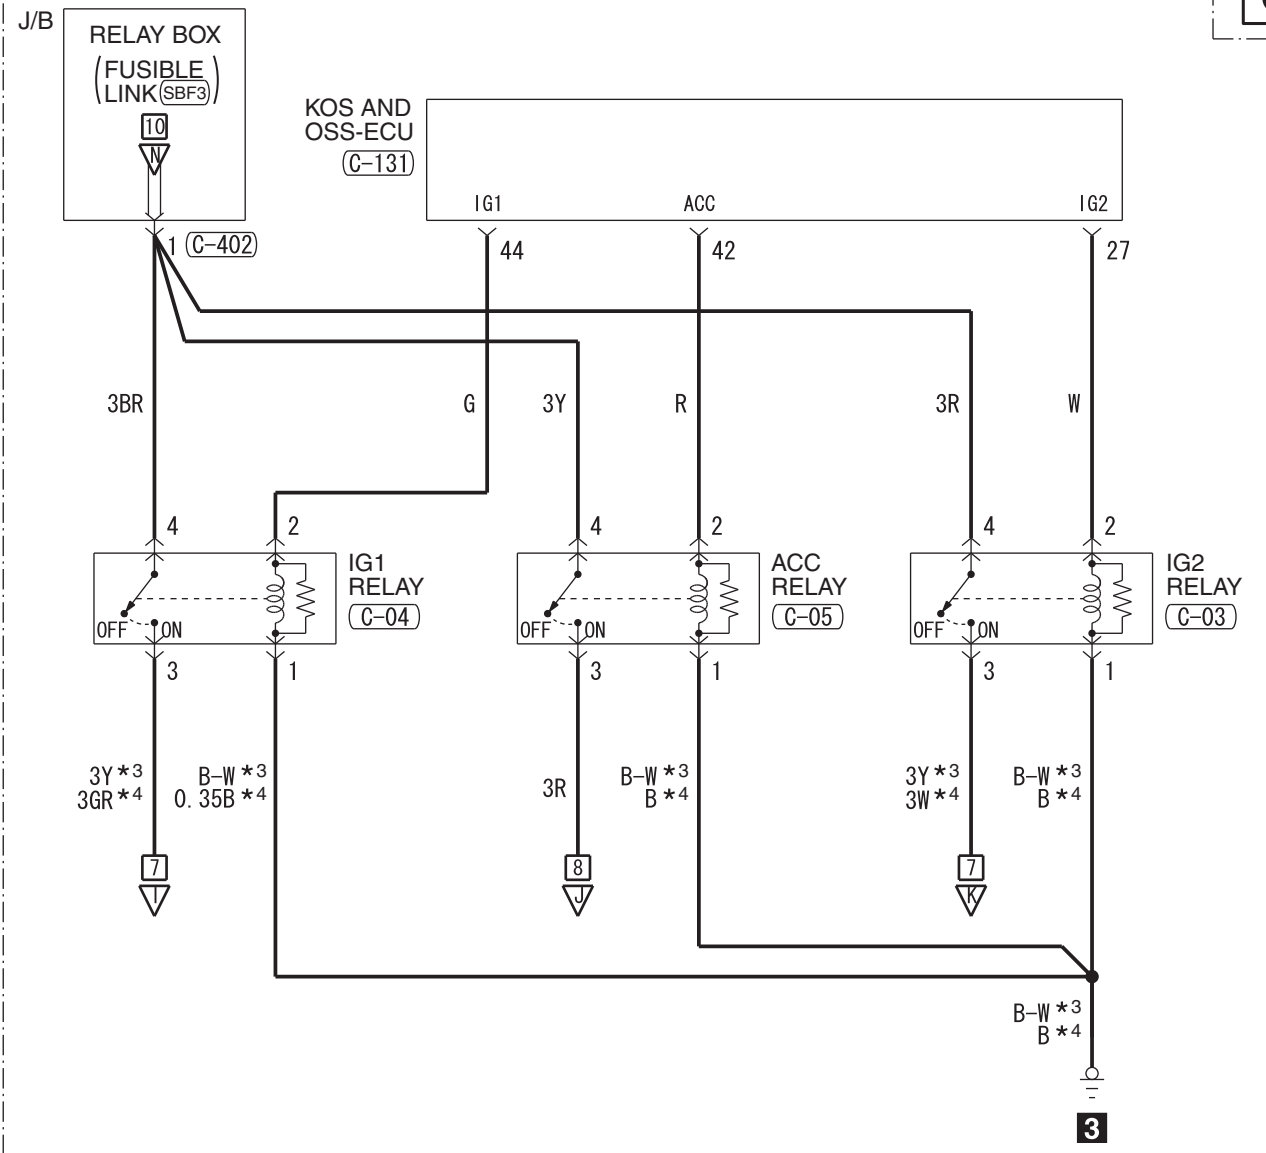 J/B
RELAY BOX
(FUSIBLE
LINK SBF3)
10
N
1 C-402
KOS AND
OSS-ECU
C-131
IG1 ACC IG2
44 42 27
3BR G 3Y R 3R W
4 2 4 2 4 2
IG1
RELAY
C-04
ACC
RELAY
C-05
IG2
RELAY
C-03
OFF ON OFF ON OFF ON
3 1 3 1 3 1
3Y*3
3GR*4
B-W*3
0.35B*4
3R
B-W*3
B*4
3Y*3
3W*4
B-W*3
B*4
7 8 7
I J K
B-W*3
B*4
3